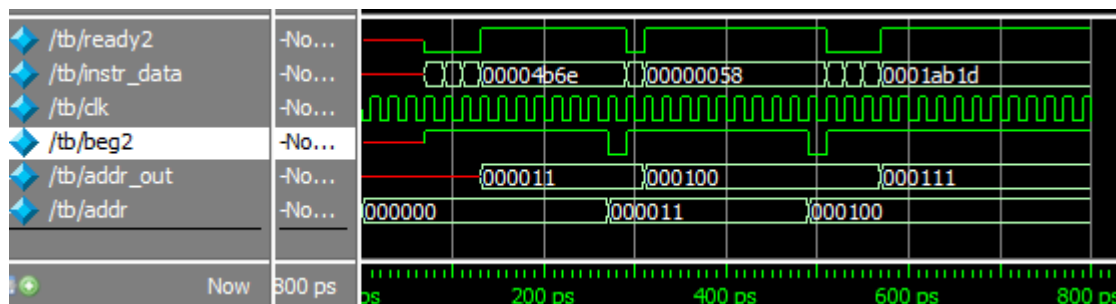 /tb/ready2 -No...
/tb/instr_data -No... 00004b6e 00000058 0001ab1d
/tb/clk -No...
/tb/beg2 -No...
/tb/addr_out -No... 000011 000100 000111
/tb/addr -No... 000000 000011 000100
Now 800 ps ps 200 ps 400 ps 600 ps 800 ps